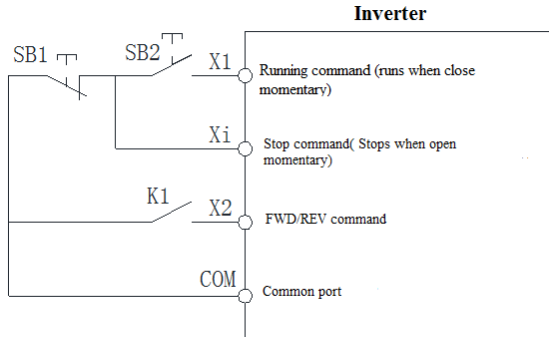 Inverter
SB1
SB2
X1
Running command (runs when close
momentary)
Xi
Stop command( Stops when open
momentary)
K1
X2
FWD/REV command
COM
Common port